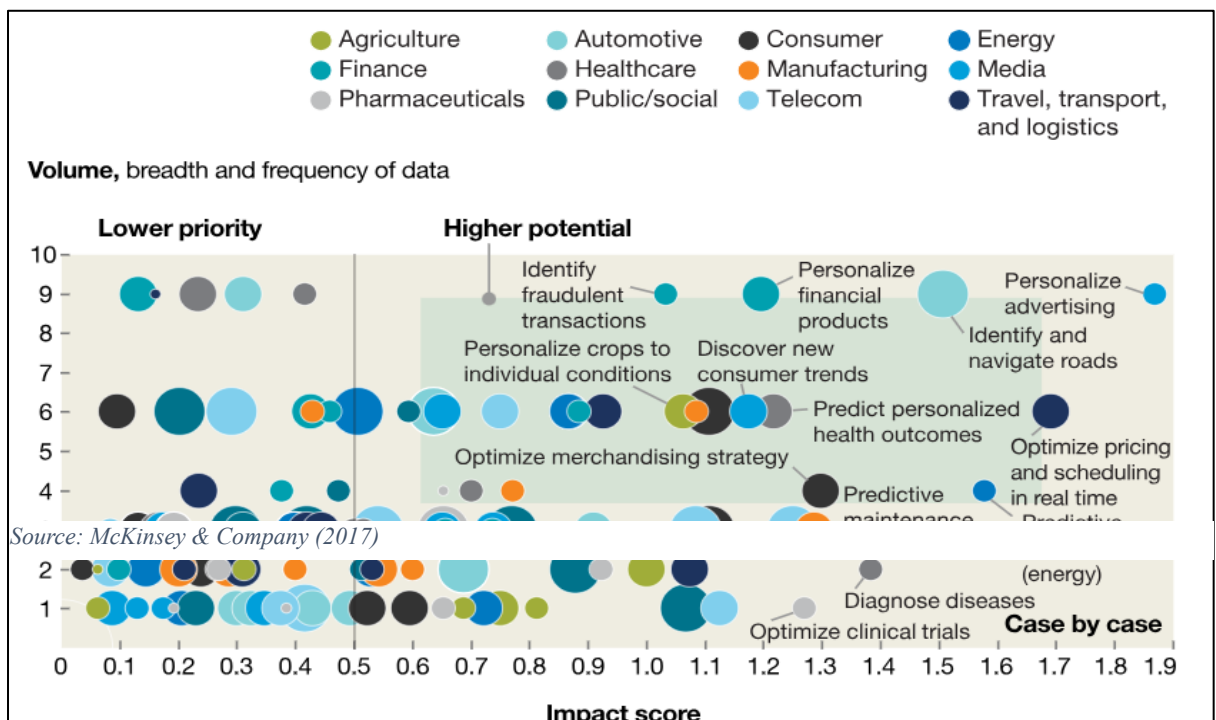 Agriculture Automotive Consumer Energy
Finance Healthcare Manufacturing Media
Pharmaceuticals Public/social Telecom Travel, transport,
and logistics
Volume, breadth and frequency of data
Lower priority Higher potential
10
Identify
fraudulent
transactions
Personalize
financial
products
Personalize
advertising
9
Identify and
navigate roads
8
Personalize crops to
individual conditions
Discover new
consumer trends
7
6
Predict personalized
health outcomes
Optimize pricing
and scheduling
in real time
5
Optimize merchandising strategy
4
Predictive
maintenance
Predictive
Source: McKinsey & Company (2017)
2
(energy)
Diagnose diseases
1
Optimize clinical trials
Case by case
0 0.1 0.2 0.3 0.4 0.5 0.6 0.7 0.8 0.9 1.0 1.1 1.2 1.3 1.4 1.5 1.6 1.7 1.8 1.9
Impact score